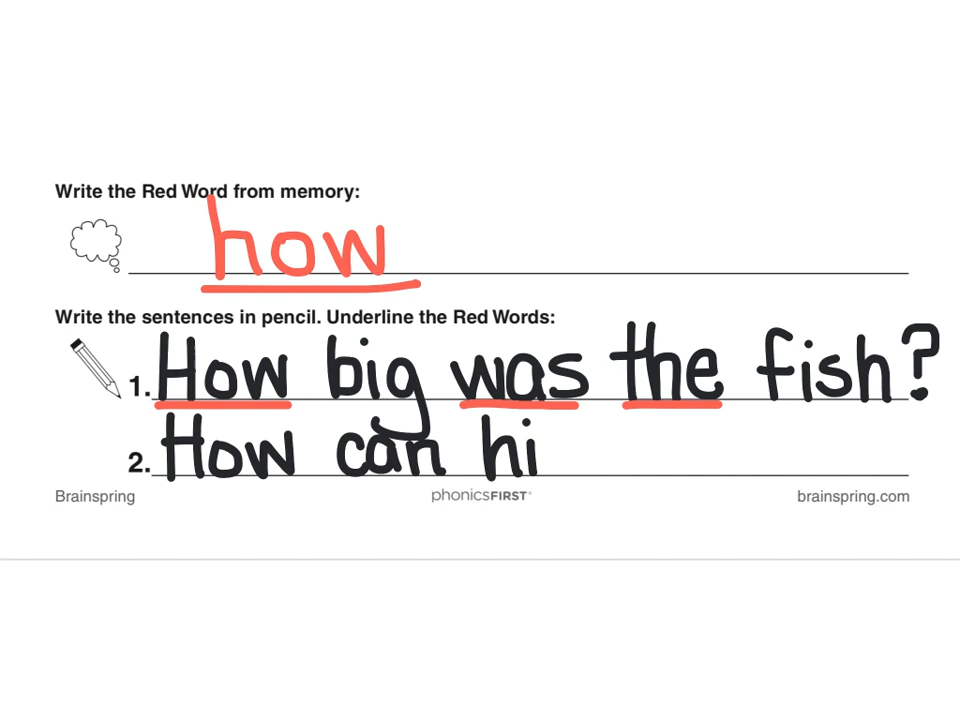 Write the Red Word from memory:
how
Write the sentences in pencil. Underline the Red Words:
1. How big was the fish?
2. How can hi
Brainspring phonicsFIRST® brainspring.com